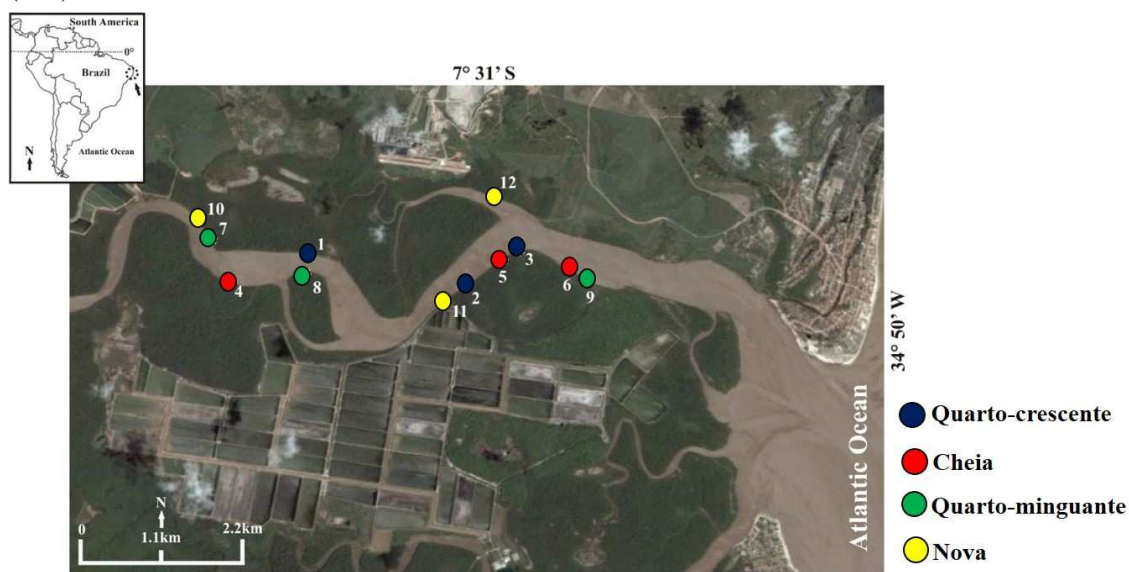 South America
0°
Brazil
N
Atlantic Ocean
7° 31' S
12
10
7
1
3
5
4
8
2
6
9
11
34° 50' W
Atlantic Ocean
Quarto-crescente
Cheia
Quarto-minguante
Nova
N
0
1.1km
2.2km